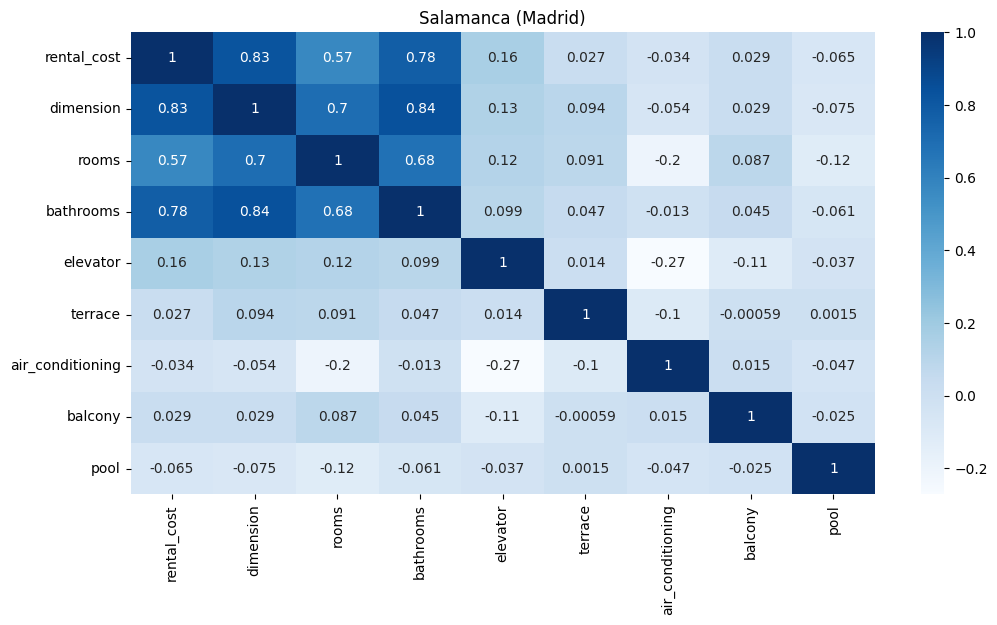 Salamanca (Madrid)
rental_cost 1 0.83 0.57 0.78 0.16 0.027 -0.034 0.029 -0.065
dimension 0.83 1 0.7 0.84 0.13 0.094 -0.054 0.029 -0.075
rooms 0.57 0.7 1 0.68 0.12 0.091 -0.2 0.087 -0.12
bathrooms 0.78 0.84 0.68 1 0.099 0.047 -0.013 0.045 -0.061
elevator 0.16 0.13 0.12 0.099 1 0.014 -0.27 -0.11 -0.037
terrace 0.027 0.094 0.091 0.047 0.014 1 -0.1 -0.00059 0.0015
air_conditioning -0.034 -0.054 -0.2 -0.013 -0.27 -0.1 1 0.015 -0.047
balcony 0.029 0.029 0.087 0.045 -0.11 -0.00059 0.015 1 -0.025
pool -0.065 -0.075 -0.12 -0.061 -0.037 0.0015 -0.047 -0.025 1
rental_cost dimension rooms bathrooms elevator terrace air_conditioning balcony pool
1.0
0.8
0.6
0.4
0.2
0.0
−0.2